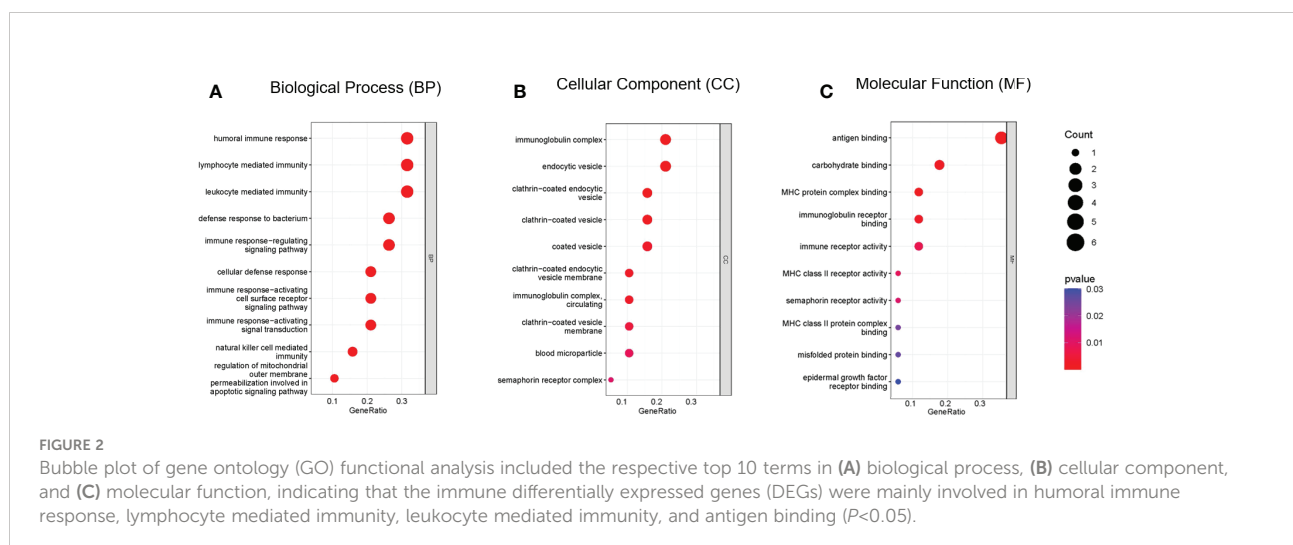 A
Biological Process (BP)
humoral immune response
lymphocyte mediated immunity
leukocyte mediated immunity
defense response to bacterium
immune response-regulating
signaling pathway
cellular defense response
immune response-activating
cell surface receptor
signaling pathway
immune response-activating
signal transduction
natural killer cell mediated
immunity
regulation of mitochondrial
outer membrane
permeabilization involved in
apoptotic signaling pathway
BP
0.1 0.2 0.3
GeneRatio
B
Cellular Component (CC)
immunoglobulin complex
endocytic vesicle
clathrin-coated endocytic
vesicle
clathrin-coated vesicle
coated vesicle
clathrin-coated endocytic
vesicle membrane
immunoglobulin complex,
circulating
clathrin-coated vesicle
membrane
blood microparticle
semaphorin receptor complex
CC
0.1 0.2 0.3
GeneRatio
C
Molecular Function (MF)
antigen binding
carbohydrate binding
MHC protein complex binding
immunoglobulin receptor
binding
immune receptor activity
MHC class II receptor activity
semaphorin receptor activity
MHC class II protein complex
binding
misfolded protein binding
epidermal growth factor
receptor binding
MF
0.1 0.2 0.3
GeneRatio
Count
1
2
3
4
5
6
pvalue
0.03
0.02
0.01
FIGURE 2
Bubble plot of gene ontology (GO) functional analysis included the respective top 10 terms in (A) biological process, (B) cellular component,
and (C) molecular function, indicating that the immune differentially expressed genes (DEGs) were mainly involved in humoral immune
response, lymphocyte mediated immunity, leukocyte mediated immunity, and antigen binding (P<0.05).